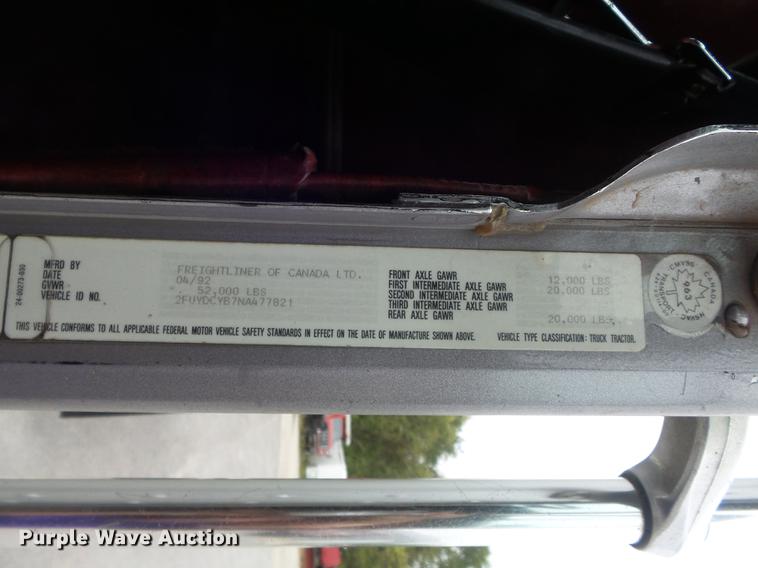 24-00273-030
MFRD BY FREIGHTLINER OF CANADA LTD.
DATE 04/92
GVWR 52,000 LBS
VEHICLE ID NO. 2FUYDCYB7NA477821
FRONT AXLE GAWR 12,000 LBS
FIRST INTERMEDIATE AXLE GAWR 20,000 LBS
SECOND INTERMEDIATE AXLE GAWR
THIRD INTERMEDIATE AXLE GAWR
REAR AXLE GAWR 20,000 LBS
THIS VEHICLE CONFORMS TO ALL APPLICABLE FEDERAL MOTOR VEHICLE SAFETY STANDARDS IN EFFECT ON THE DATE OF MANUFACTURE SHOWN ABOVE. VEHICLE TYPE CLASSIFICATION: TRUCK TRACTOR.
CANADA
CMVSS
NSVAC
Purple Wave Auction